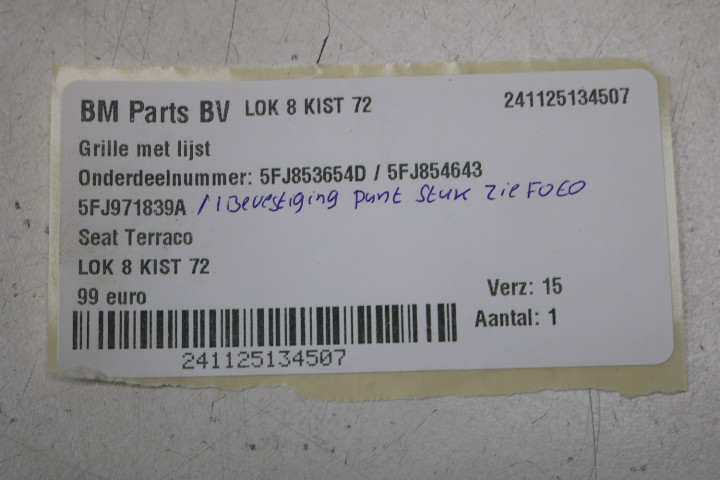 BM Parts BV LOK 8 KIST 72 241125134507
Grille met lijst
Onderdeelnummer: 5FJ853654D / 5FJ854643
5FJ971839A / 1 Bevestiging punt stuk zie FOTO
Seat Terraco
LOK 8 KIST 72
99 euro
Verz: 15
Aantal: 1
241125134507